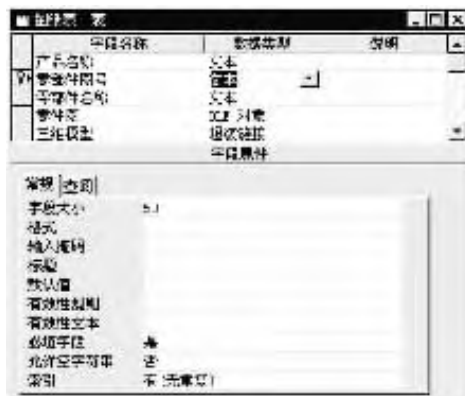 字段名称 数据类型 说明
产品名称 文本
零部件图号 文本
零部件名称 文本
零件图 OLE 对象
三维模型 超级链接
字段属性
常规 查阅
字段大小 50
格式
输入掩码
标题
默认值
有效性规则
有效性文本
必填字段 是
允许空字符串 否
索引 有(无重复)